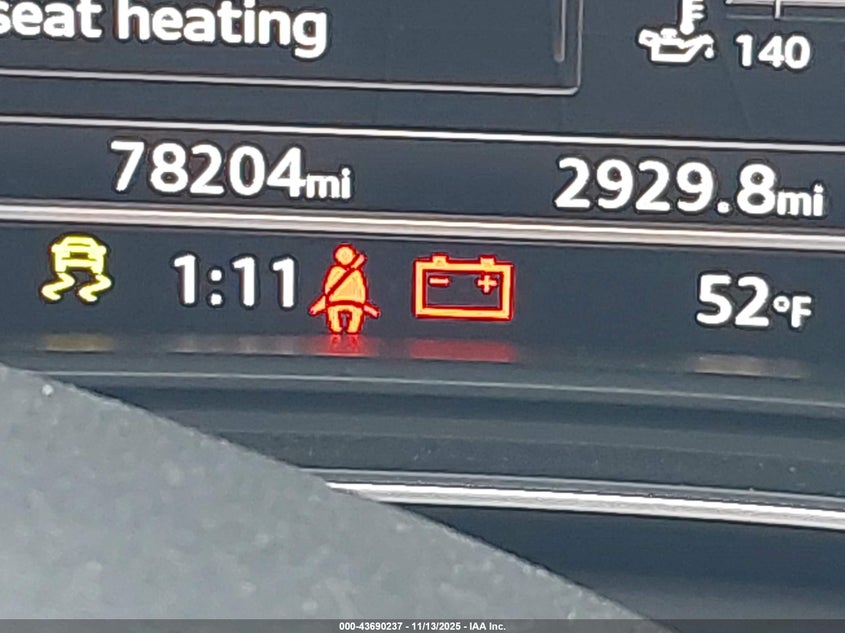 seat heating
F
140
78204mi
2929.8mi
1:11
- +
52°F
000-43690237 - 11/13/2025 - IAA Inc.